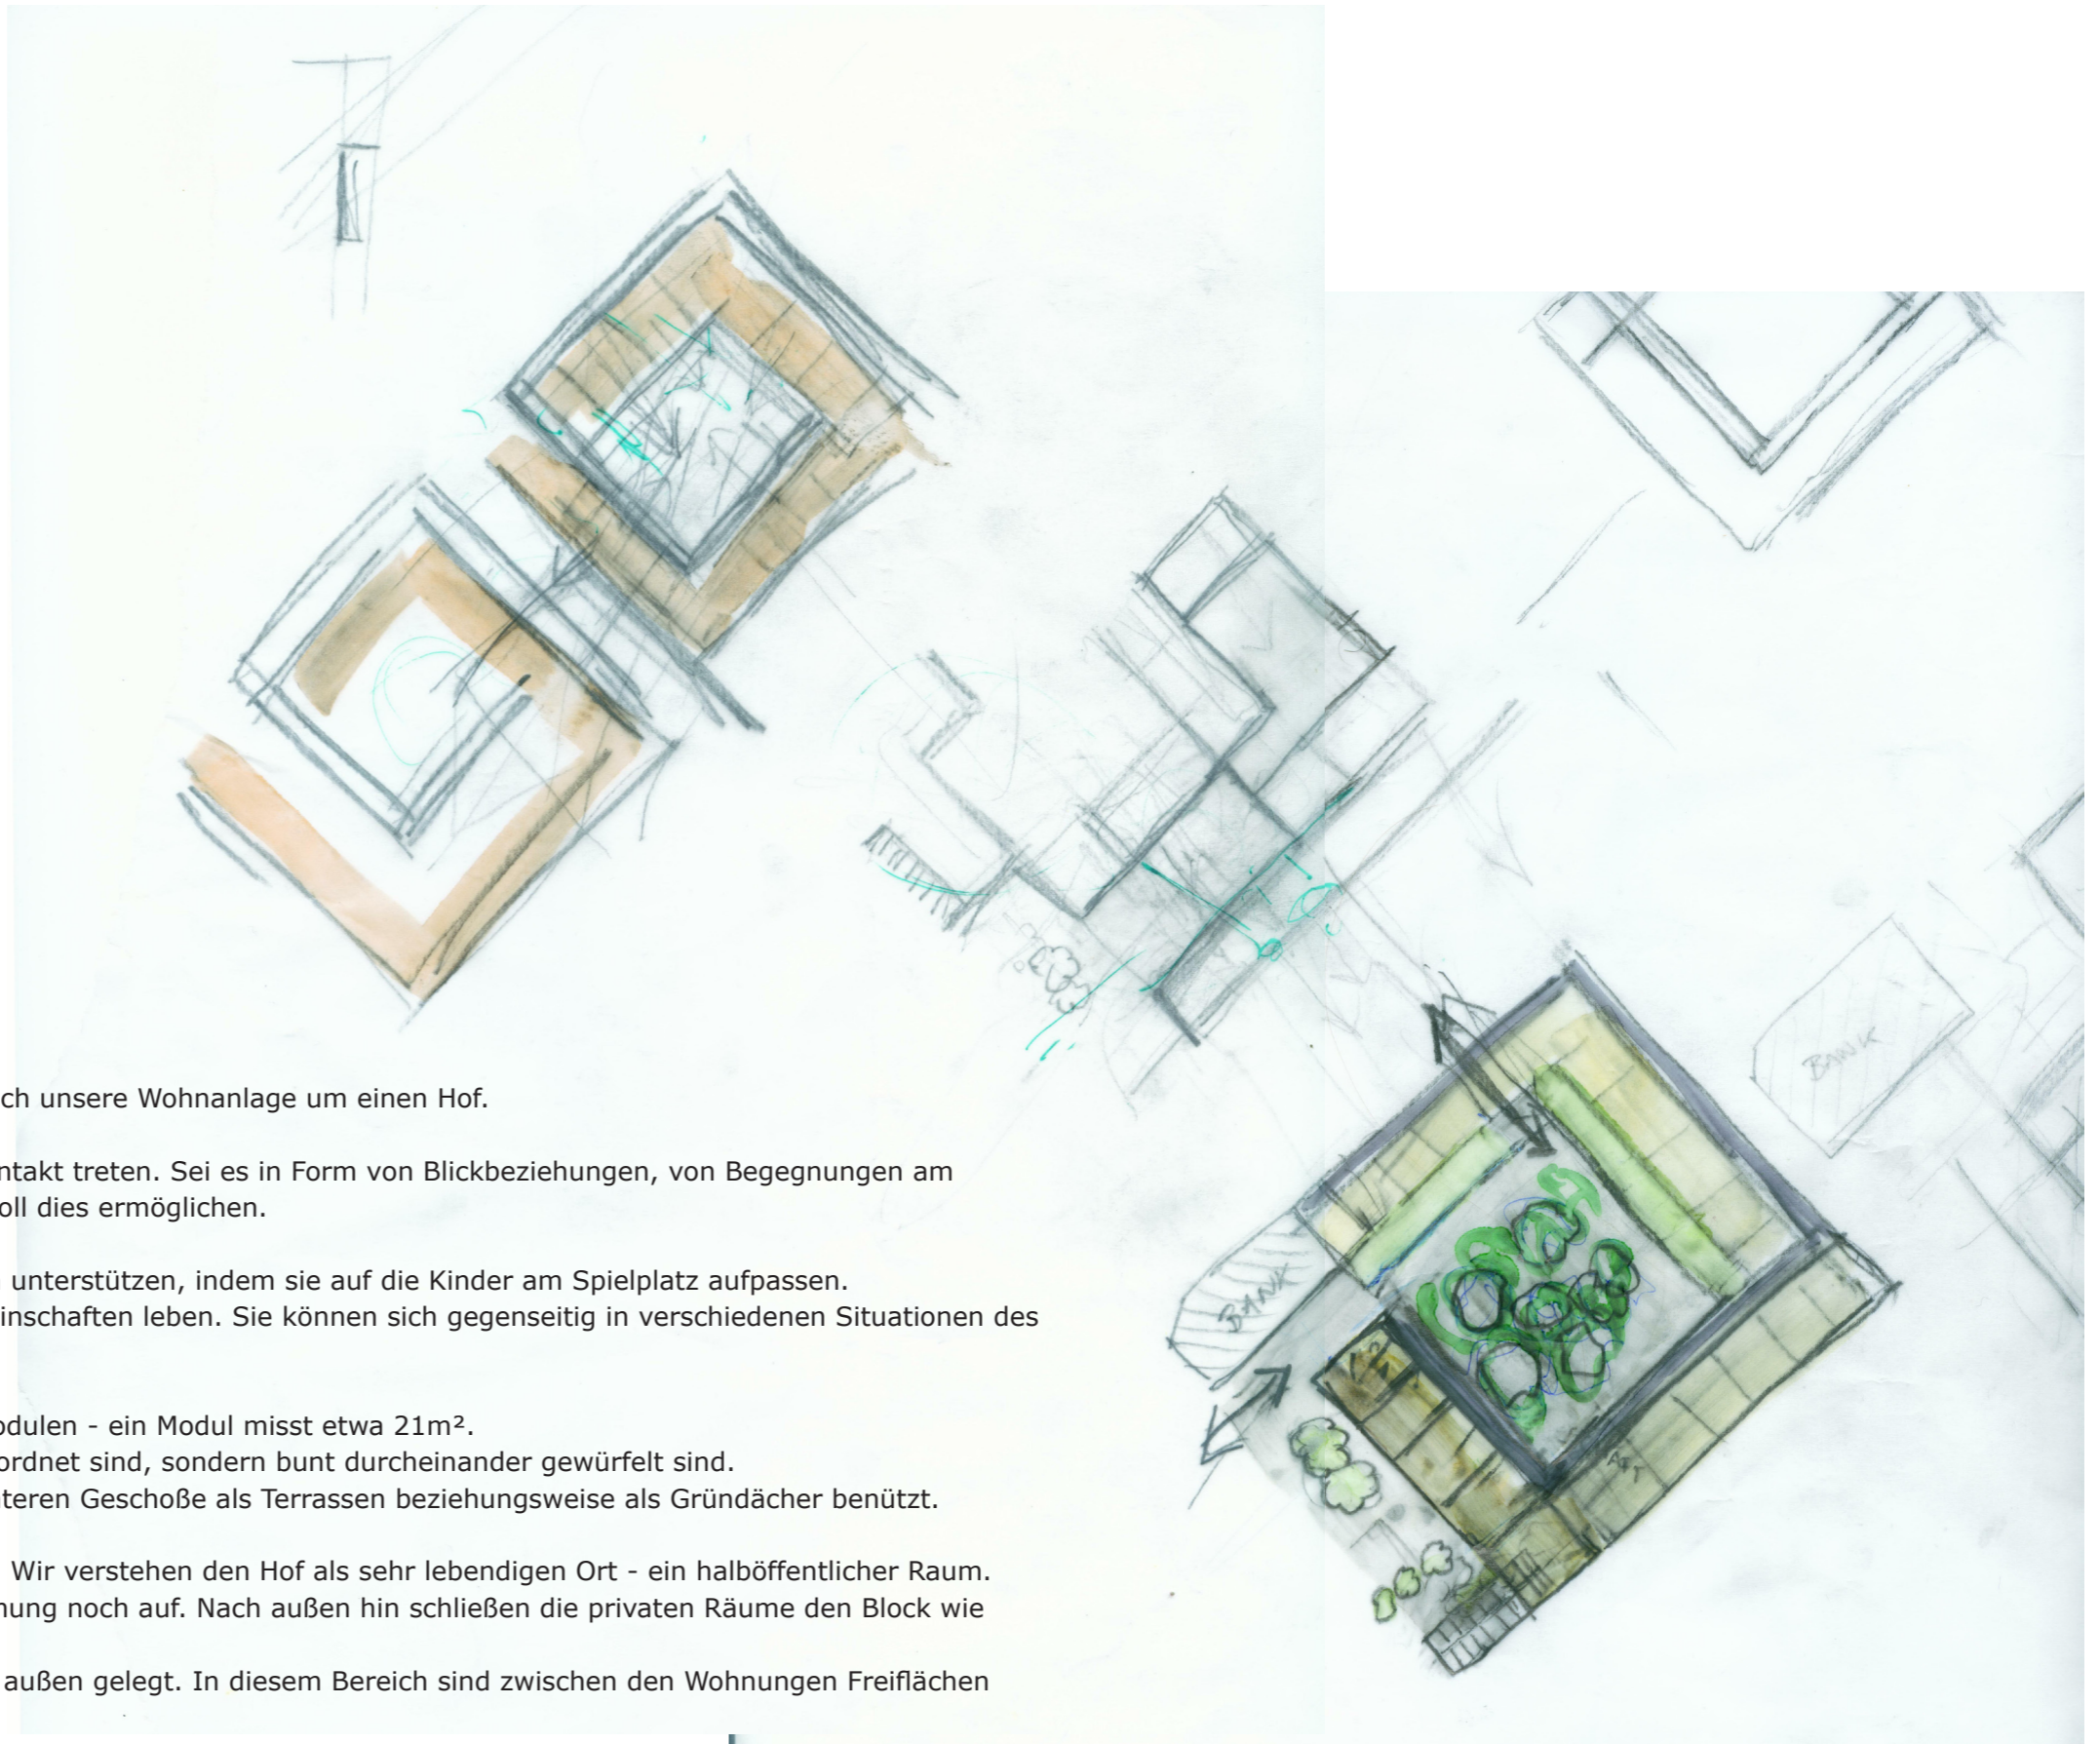 ch unsere Wohnanlage um einen Hof.
ntakt treten. Sei es in Form von Blickbeziehungen, von Begegnungen am
oll dies ermöglichen.
unterstützen, indem sie auf die Kinder am Spielplatz aufpassen.
inschaften leben. Sie können sich gegenseitig in verschiedenen Situationen des
odulen - ein Modul misst etwa 21m².
ordnet sind, sondern bunt durcheinander gewürfelt sind.
nteren Geschoße als Terrassen beziehungsweise als Gründächer benützt.
Wir verstehen den Hof als sehr lebendigen Ort - ein halböffentlicher Raum.
nung noch auf. Nach außen hin schließen die privaten Räume den Block wie
außen gelegt. In diesem Bereich sind zwischen den Wohnungen Freiflächen
BANK
BANK